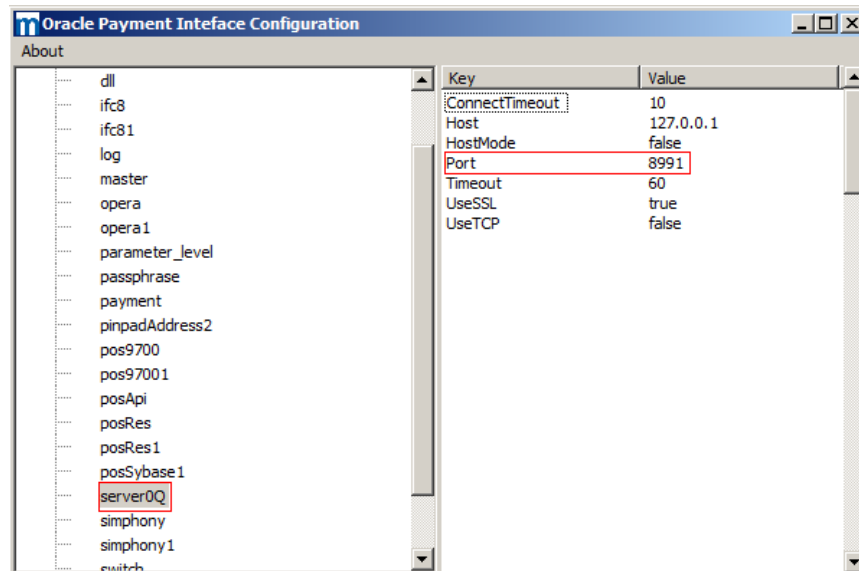 Oracle Payment Inteface Configuration
About
dll
ifc8
ifc81
log
master
opera
opera1
parameter_level
passphrase
payment
pinpadAddress2
pos9700
pos97001
posApi
posRes
posRes1
posSybase1
server0Q
simphony
simphony1
switch
Key Value
ConnectTimeout 10
Host 127.0.0.1
HostMode false
Port 8991
Timeout 60
UseSSL true
UseTCP false